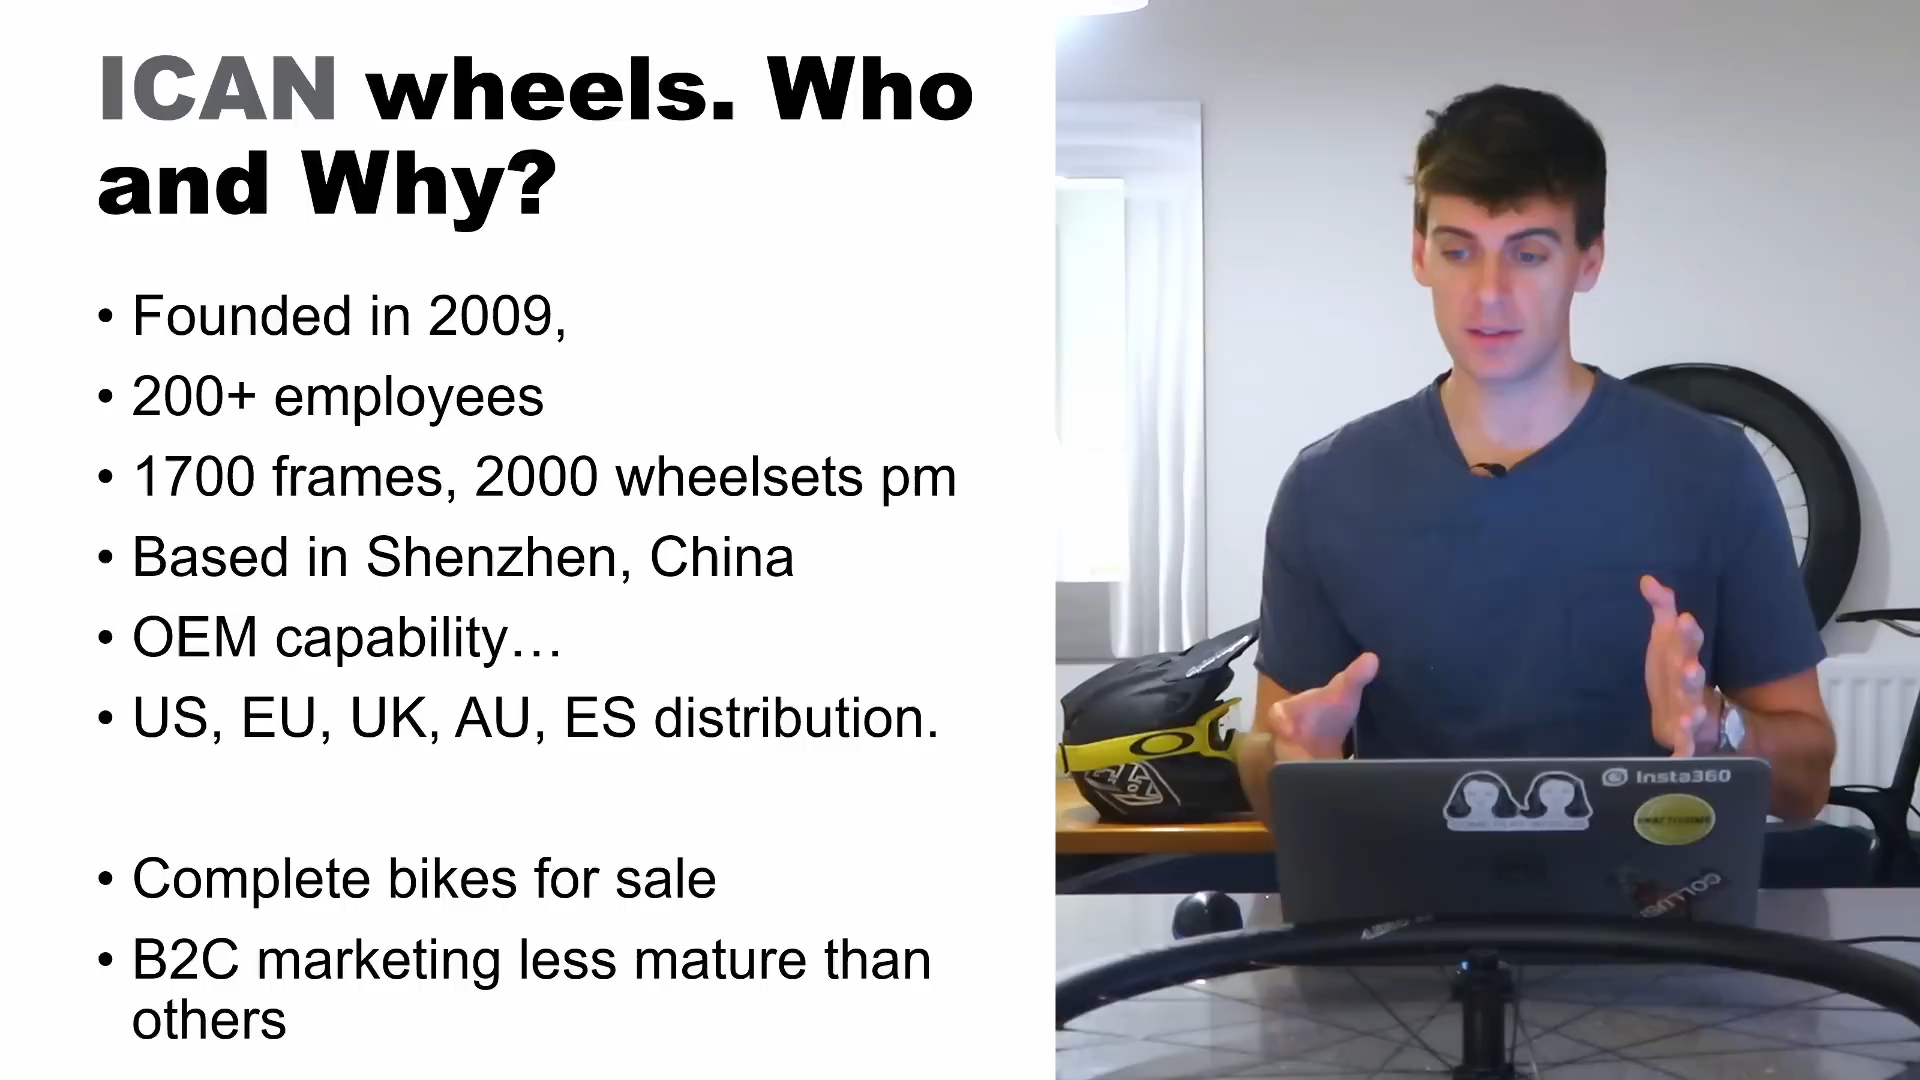 ICAN wheels. Who
and Why?
• Founded in 2009,
• 200+ employees
• 1700 frames, 2000 wheelsets pm
• Based in Shenzhen, China
• OEM capability…
• US, EU, UK, AU, ES distribution.
• Complete bikes for sale
• B2C marketing less mature than
others
Insta360